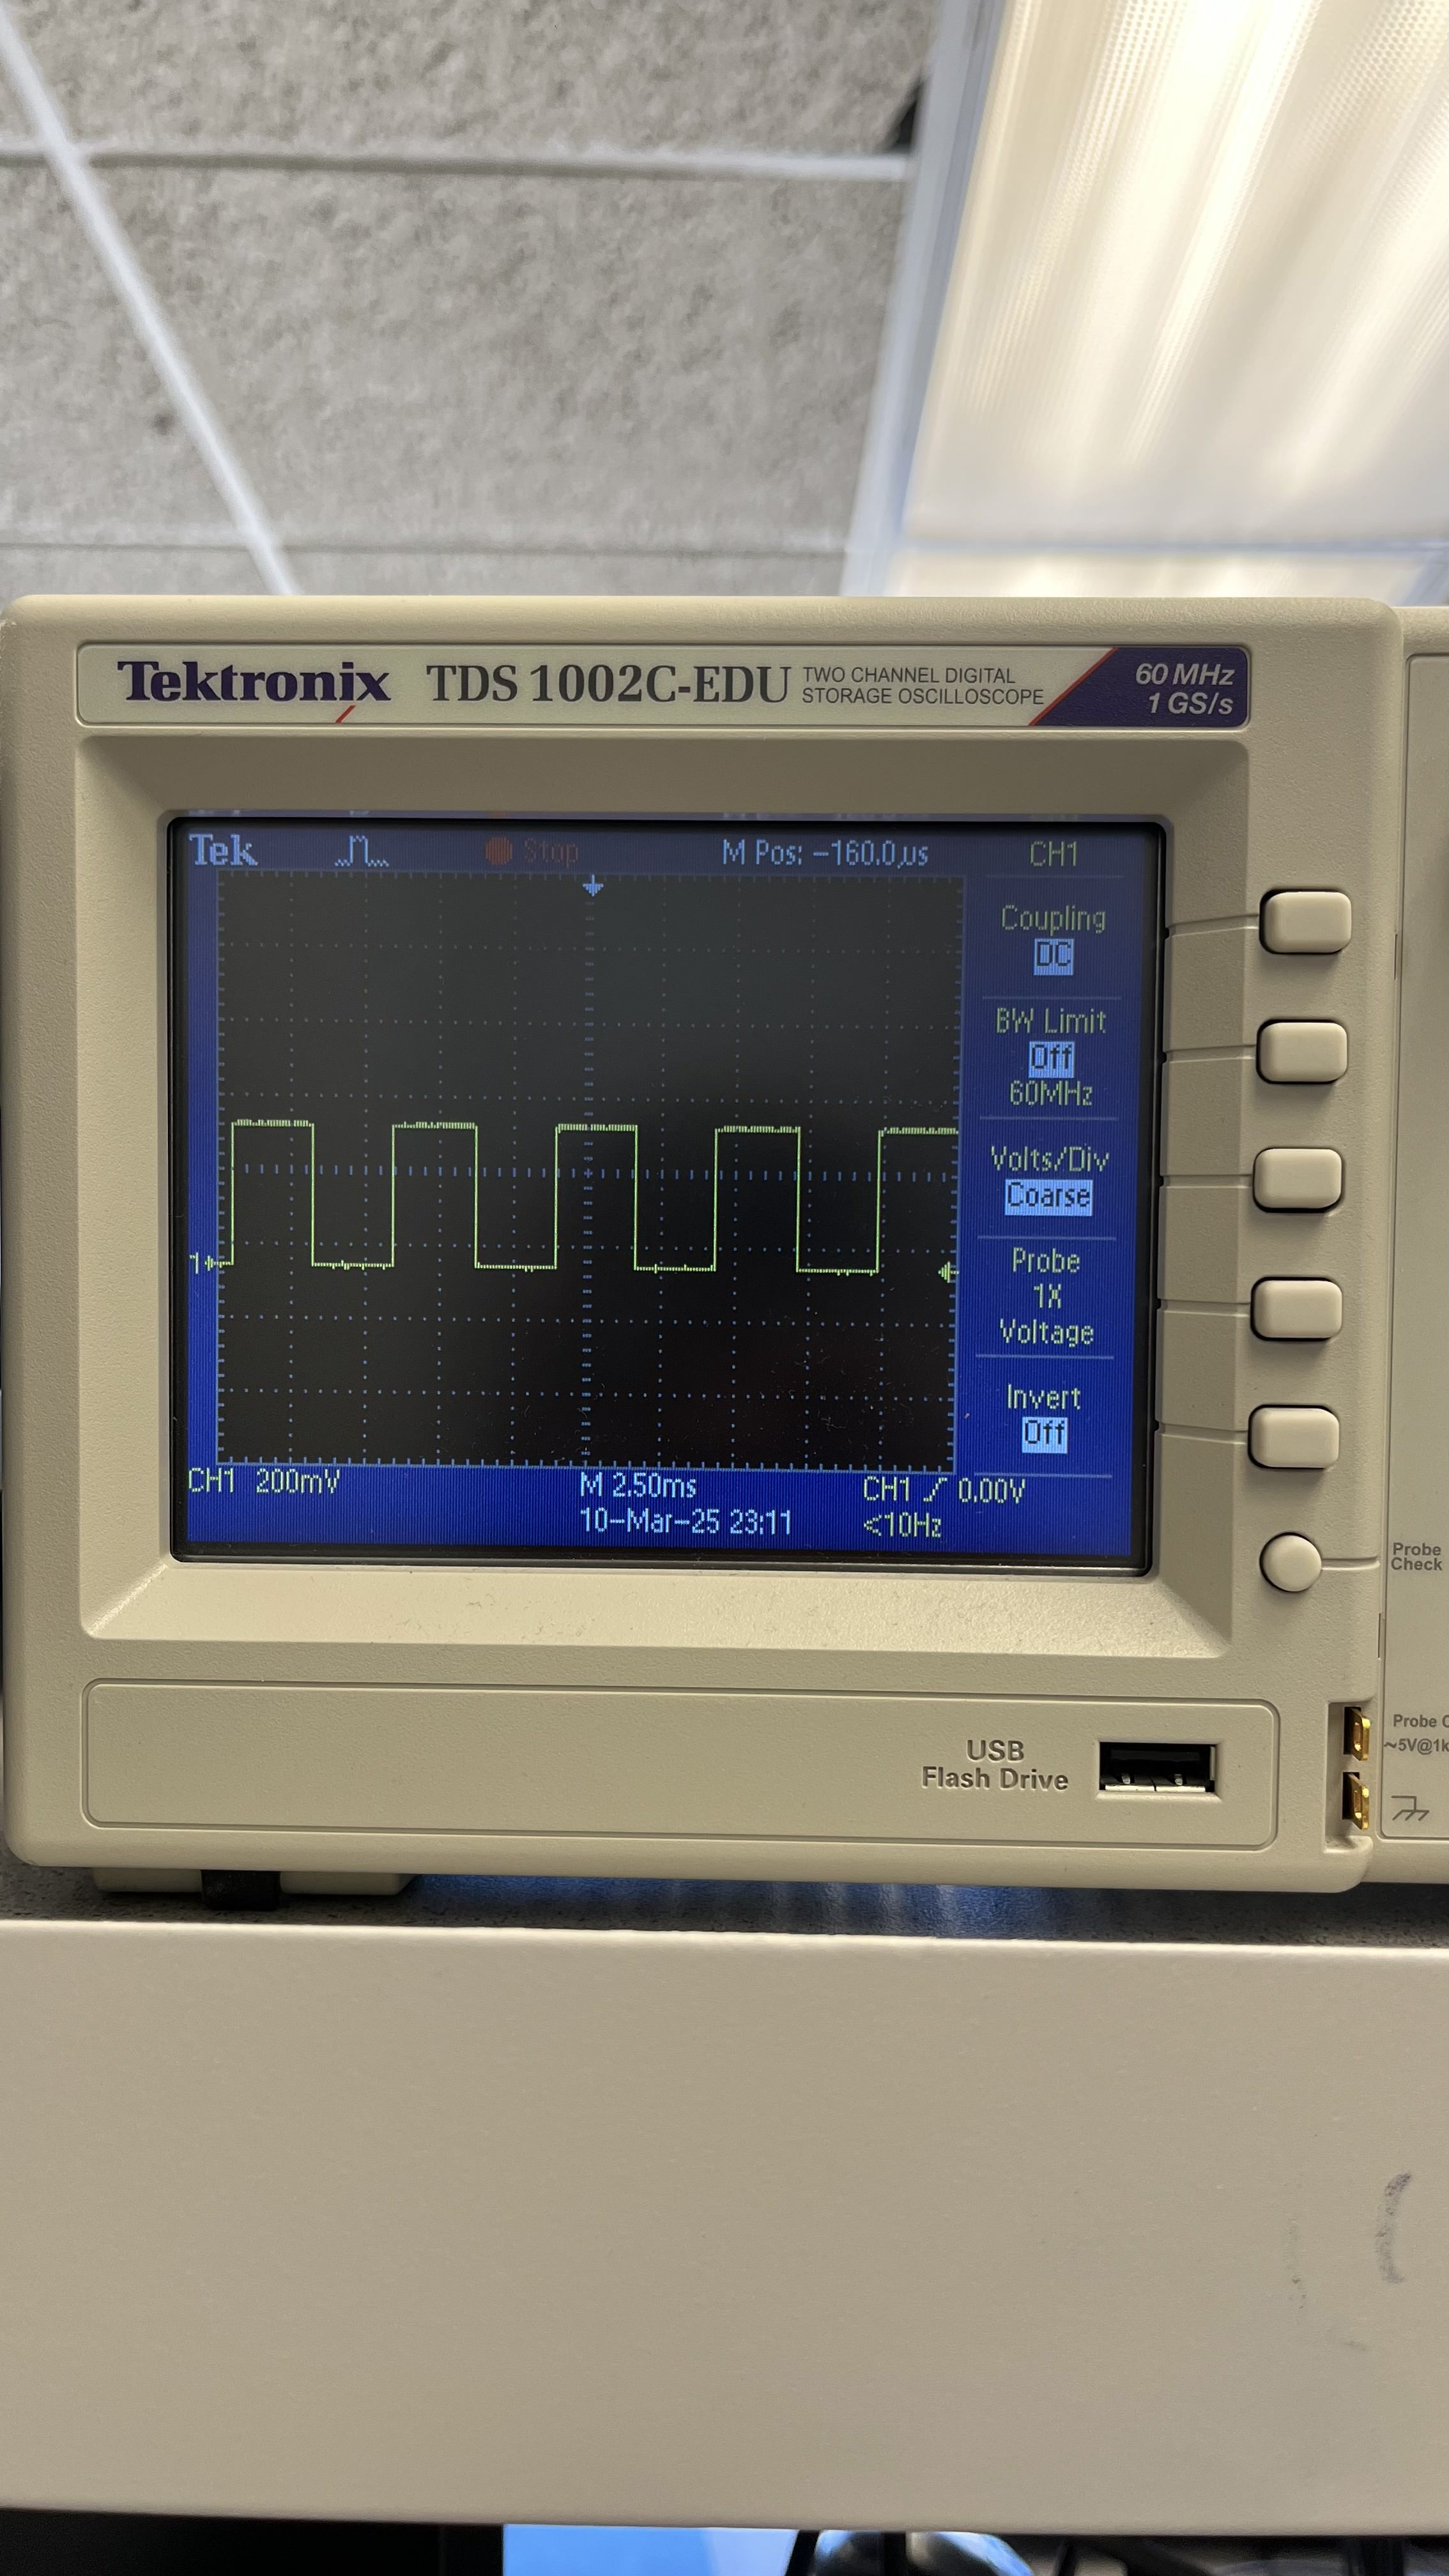 Tektronix TDS 1002C-EDU TWO CHANNEL DIGITAL
STORAGE OSCILLOSCOPE
60 MHz
1 GS/s
Tek Stop M Pos: -160.0µs CH1
Coupling
DC
BW Limit
Off
60MHz
Volts/Div
Coarse
Probe
1X
Voltage
Invert
Off
1
CH1 200mV M 2.50ms CH1 0.00V
10-Mar-25 23:11 <10Hz
Probe
Check
USB
Flash Drive
Probe
~5V@1k